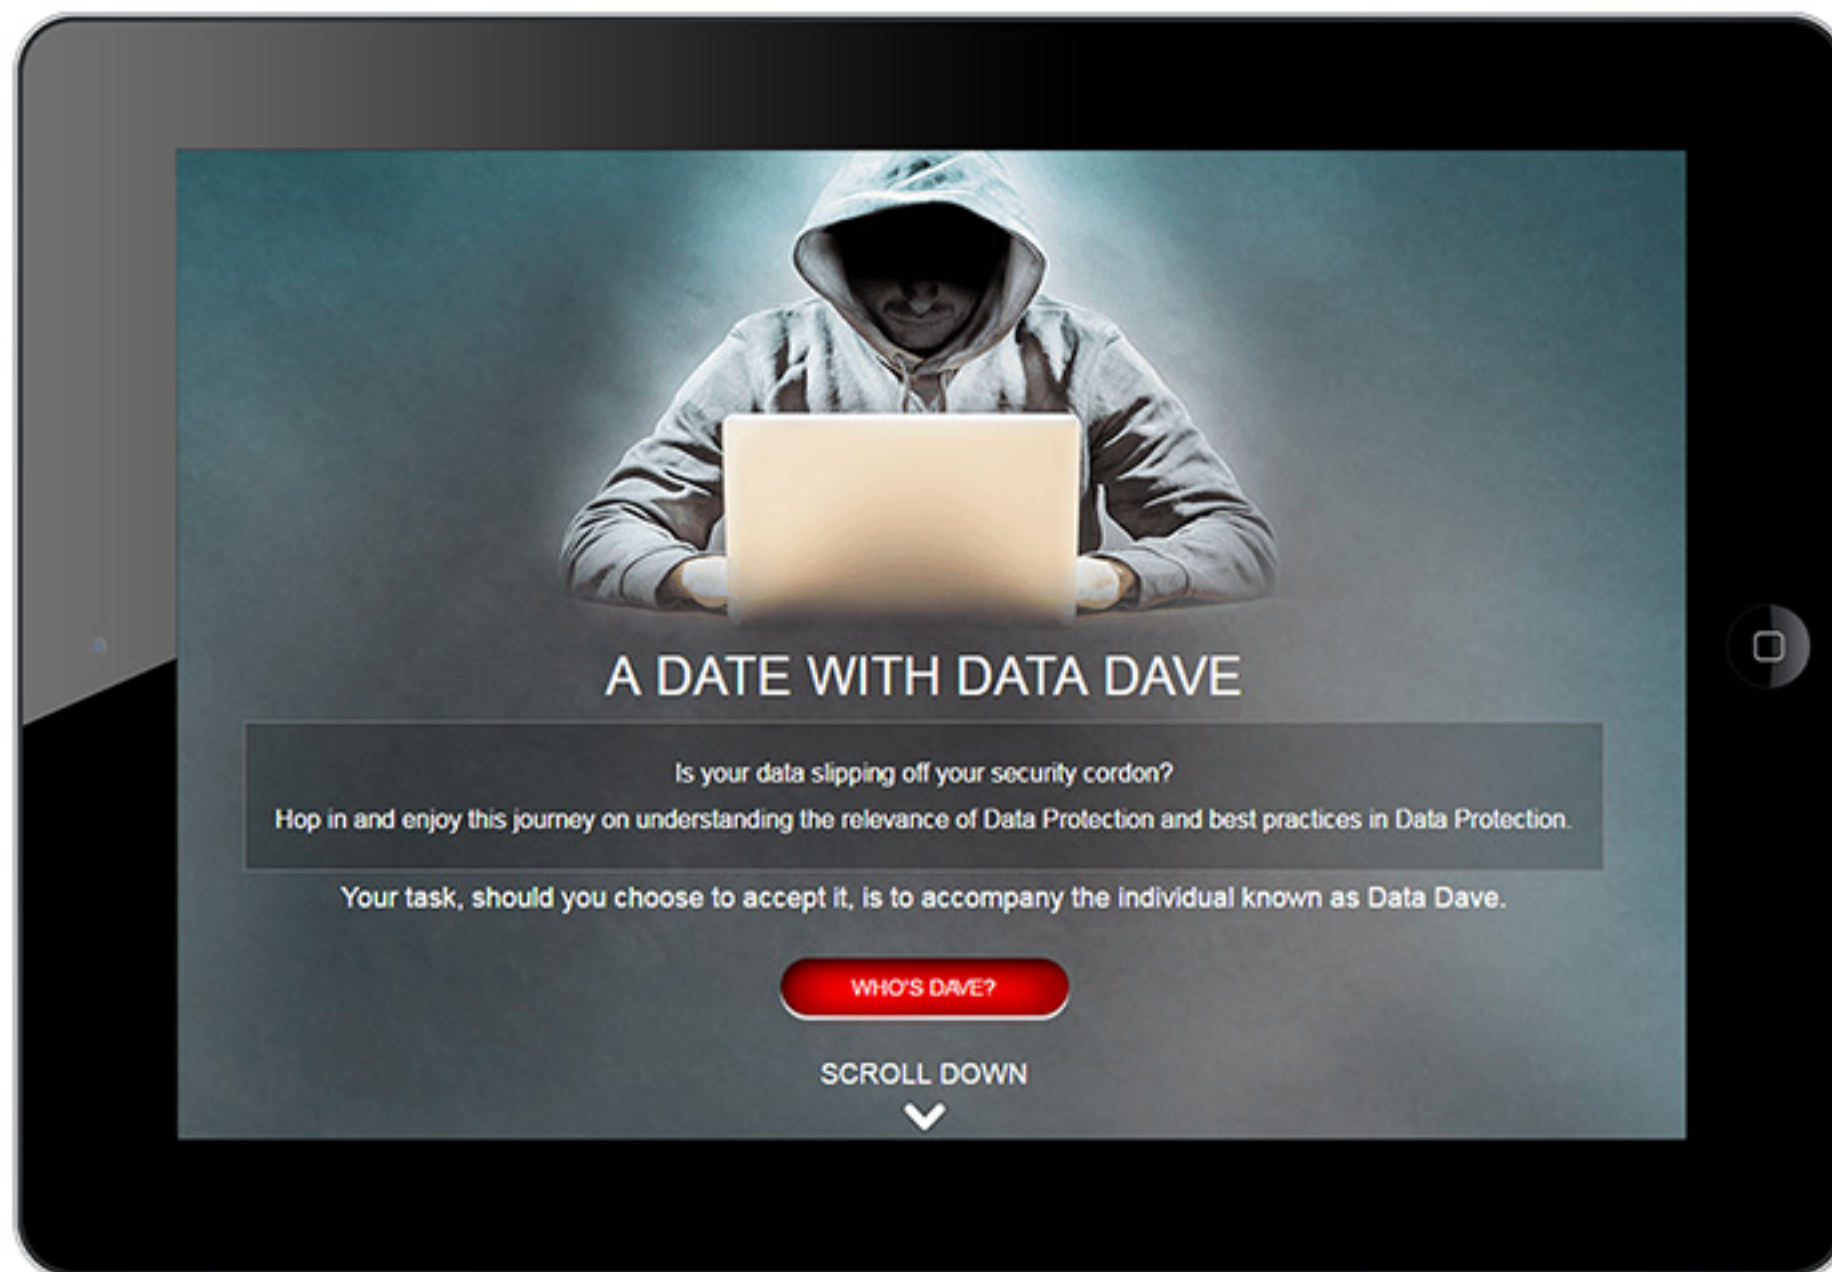 A DATE WITH DATA DAVE
Is your data slipping off your security cordon?
Hop in and enjoy this journey on understanding the relevance of Data Protection and best practices in Data Protection.
Your task, should you choose to accept it, is to accompany the individual known as Data Dave.
WHO'S DAVE?
SCROLL DOWN